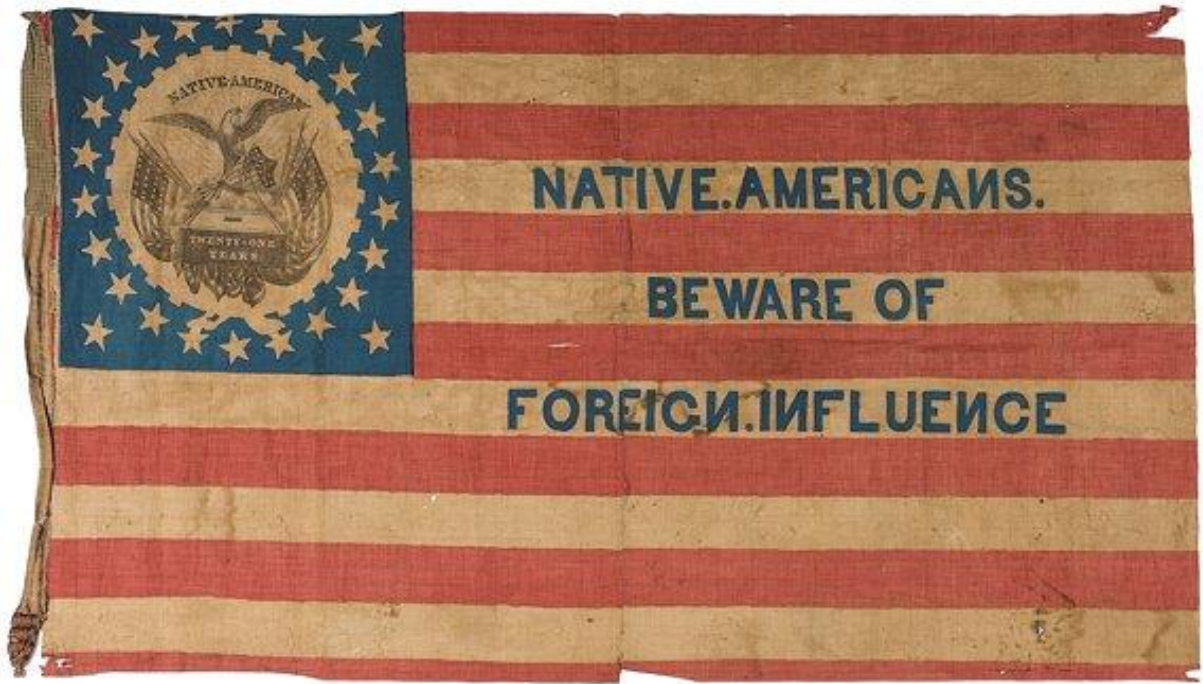 NATIVE AMERICAN
TWENTY-ONE
YEARS
NATIVE.AMERICANS.
BEWARE OF
FOREIGN.INFLUENCE